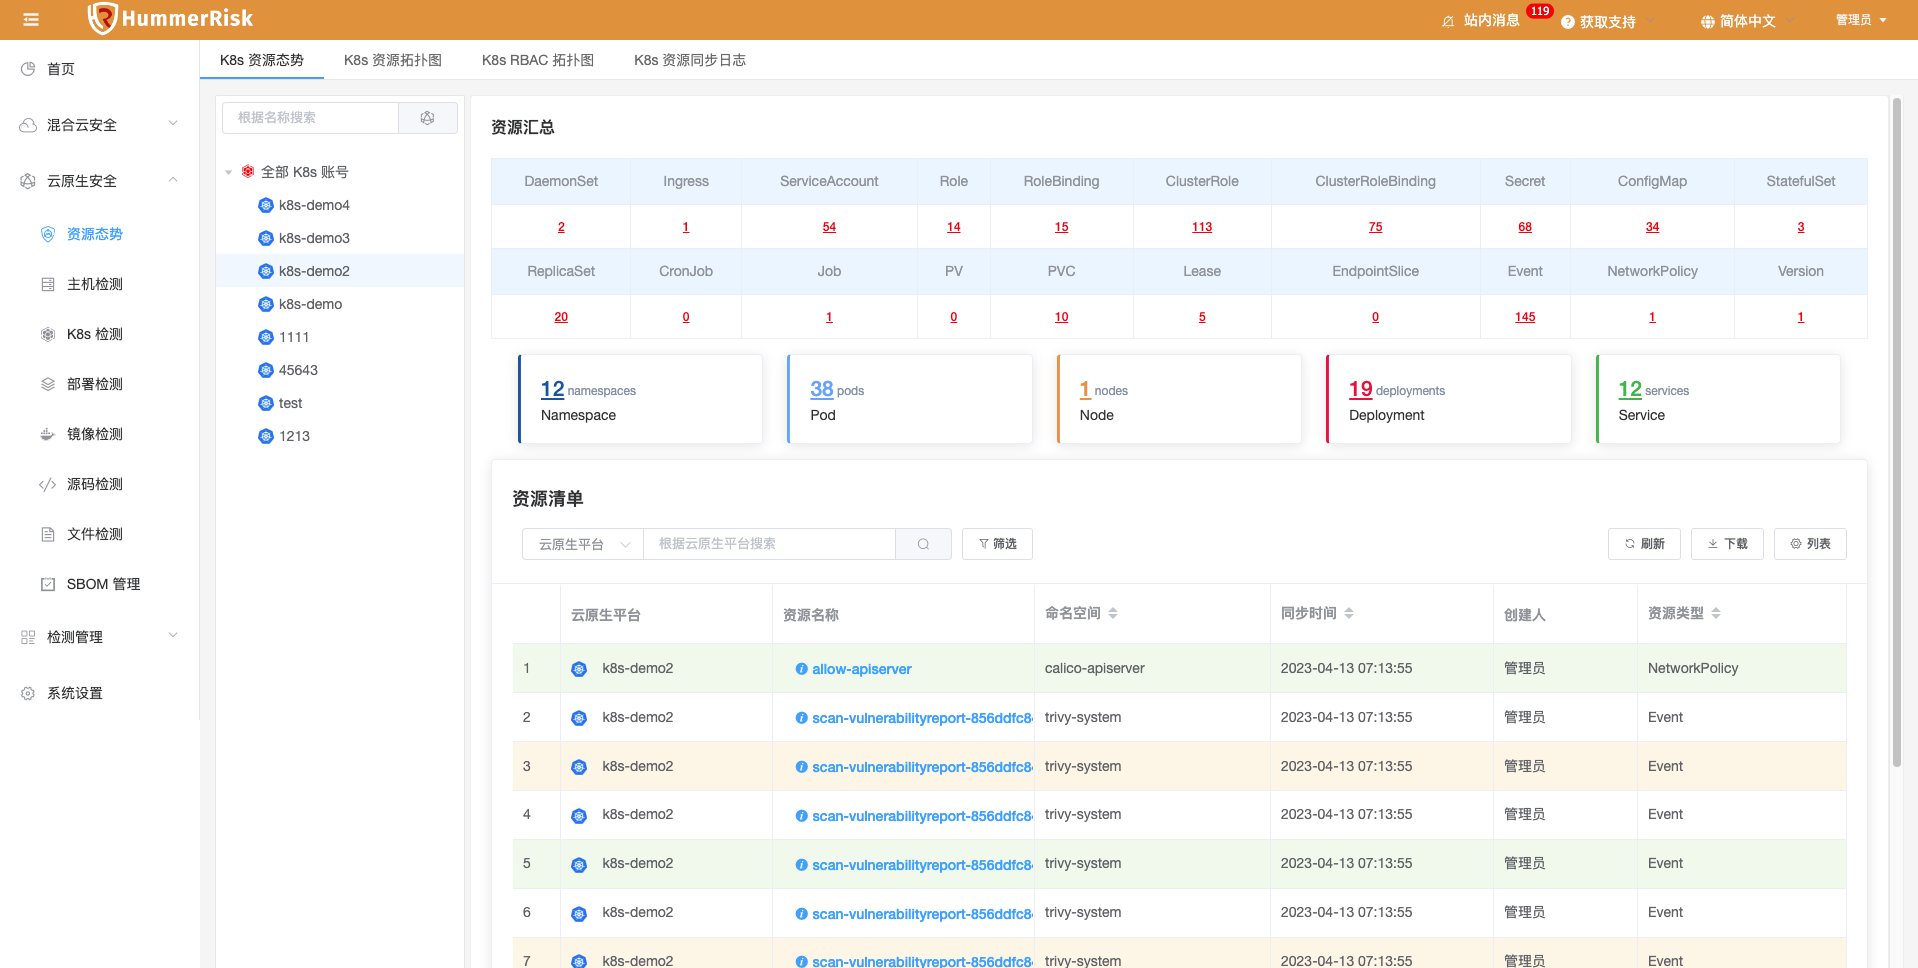 HummerRisk
站内消息 119
获取支持
简体中文
管理员
首页
混合云安全
云原生安全
资源态势
主机检测
K8s 检测
部署检测
镜像检测
源码检测
文件检测
SBOM 管理
检测管理
系统设置
K8s 资源态势 K8s 资源拓扑图 K8s RBAC 拓扑图 K8s 资源同步日志
根据名称搜索
全部 K8s 账号
k8s-demo4
k8s-demo3
k8s-demo2
k8s-demo
1111
45643
test
1213
资源汇总
DaemonSet Ingress ServiceAccount Role RoleBinding ClusterRole ClusterRoleBinding Secret ConfigMap StatefulSet
2 1 54 14 15 113 75 68 34 3
ReplicaSet CronJob Job PV PVC Lease EndpointSlice Event NetworkPolicy Version
20 0 1 0 10 5 0 145 1 1
12 namespaces
Namespace
38 pods
Pod
1 nodes
Node
19 deployments
Deployment
12 services
Service
资源清单
云原生平台 根据云原生平台搜索 筛选 刷新 下载 列表
云原生平台 资源名称 命名空间 同步时间 创建人 资源类型
1 k8s-demo2 allow-apiserver calico-apiserver 2023-04-13 07:13:55 管理员 NetworkPolicy
2 k8s-demo2 scan-vulnerabilityreport-856ddfc8 trivy-system 2023-04-13 07:13:55 管理员 Event
3 k8s-demo2 scan-vulnerabilityreport-856ddfc8 trivy-system 2023-04-13 07:13:55 管理员 Event
4 k8s-demo2 scan-vulnerabilityreport-856ddfc8 trivy-system 2023-04-13 07:13:55 管理员 Event
5 k8s-demo2 scan-vulnerabilityreport-856ddfc8 trivy-system 2023-04-13 07:13:55 管理员 Event
6 k8s-demo2 scan-vulnerabilityreport-856ddfc8 trivy-system 2023-04-13 07:13:55 管理员 Event
7 k8s-demo2 scan-vulnerabilityreport-856ddfc8 trivy-system 2023-04-13 07:13:55 管理员 Event